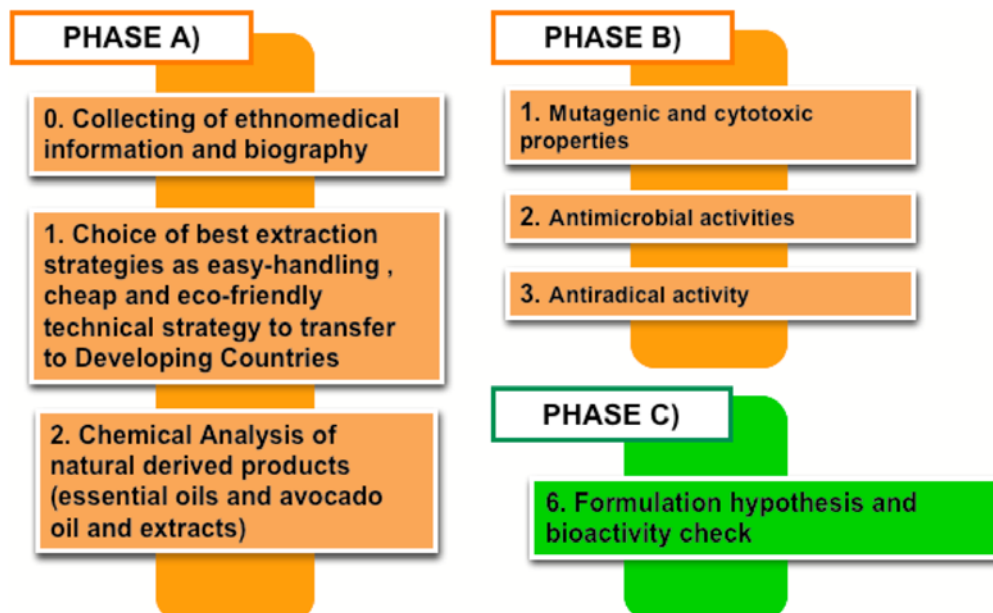 PHASE A)
0. Collecting of ethnomedical
information and biography
1. Choice of best extraction
strategies as easy-handling ,
cheap and eco-friendly
technical strategy to transfer
to Developing Countries
2. Chemical Analysis of
natural derived products
(essential oils and avocado
oil and extracts)
PHASE B)
1. Mutagenic and cytotoxic
properties
2. Antimicrobial activities
3. Antiradical activity
PHASE C)
6. Formulation hypothesis and
bioactivity check